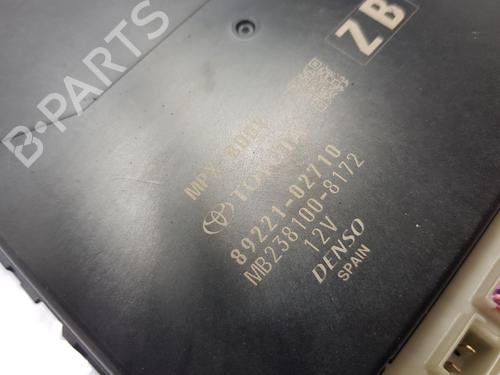 B-PARTS
ZB
MPX BODY
TOYOTA
89221-02710
MB238100-8172
12V
DENSO
SPAIN